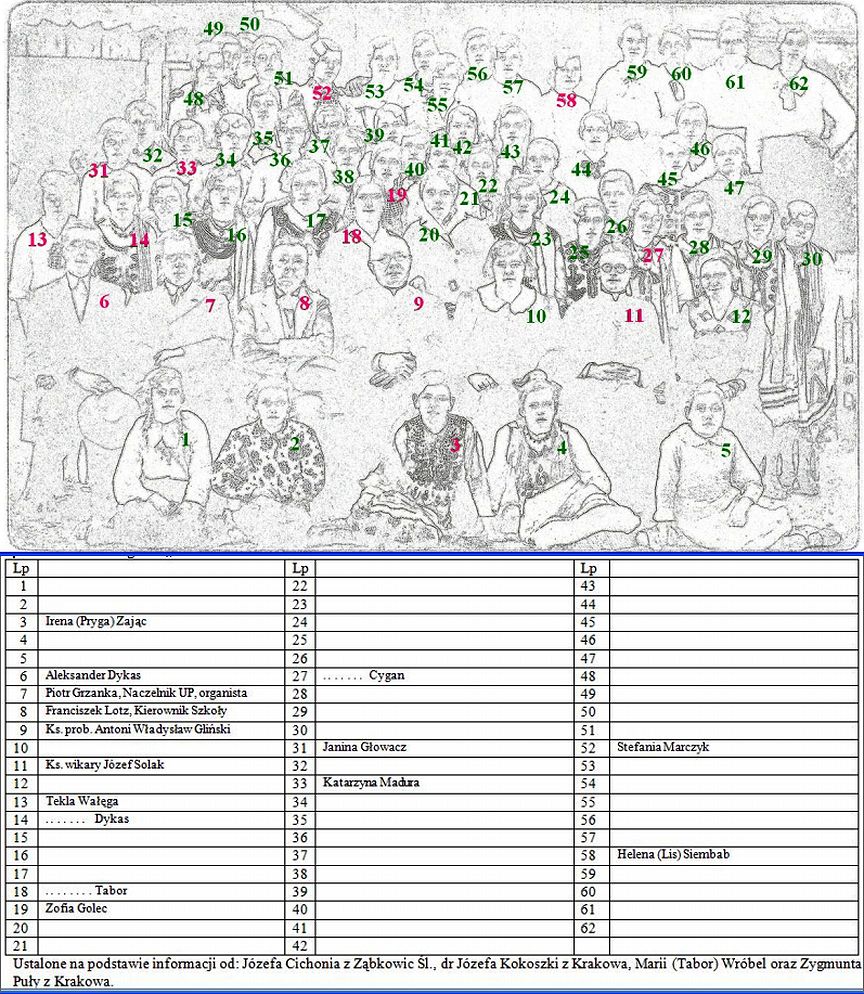 49 50
48 51 52 53 54 55 56 57 58 59 60 61 62
31 32 33 34 35 36 37 38 39 40 41 42 43 44 45 46 47
13 14 15 16 17 18 19 20 21 22 23 24 25 26 27 28 29 30
6 7 8 9 10 11 12
1 2 3 4 5
Lp Lp Lp
1 22 43
2 23 44
3 Irena (Pryga) Zając 24 45
4 25 46
5 26 47
6 Aleksander Dykas 27 ....... Cygan 48
7 Piotr Grzanka, Naczelnik UP, organista 28 49
8 Franciszek Lotz, Kierownik Szkoły 29 50
9 Ks. prob. Antoni Władysław Gliński 30 51
10 31 Janina Głowacz 52 Stefania Marczyk
11 Ks. wikary Józef Solak 32 53
12 33 Katarzyna Madura 54
13 Tekla Wałęga 34 55
14 ....... Dykas 35 56
15 36 57
16 37 58 Helena (Lis) Siembab
17 38 59
18 ........ Tabor 39 60
19 Zofia Golec 40 61
20 41 62
21 42
Ustalone na podstawie informacji od: Józefa Cichonia z Ząbkowic Śl., dr Józefa Kokoszki z Krakowa, Marii (Tabor) Wróbel oraz Zygmunta
Puły z Krakowa.